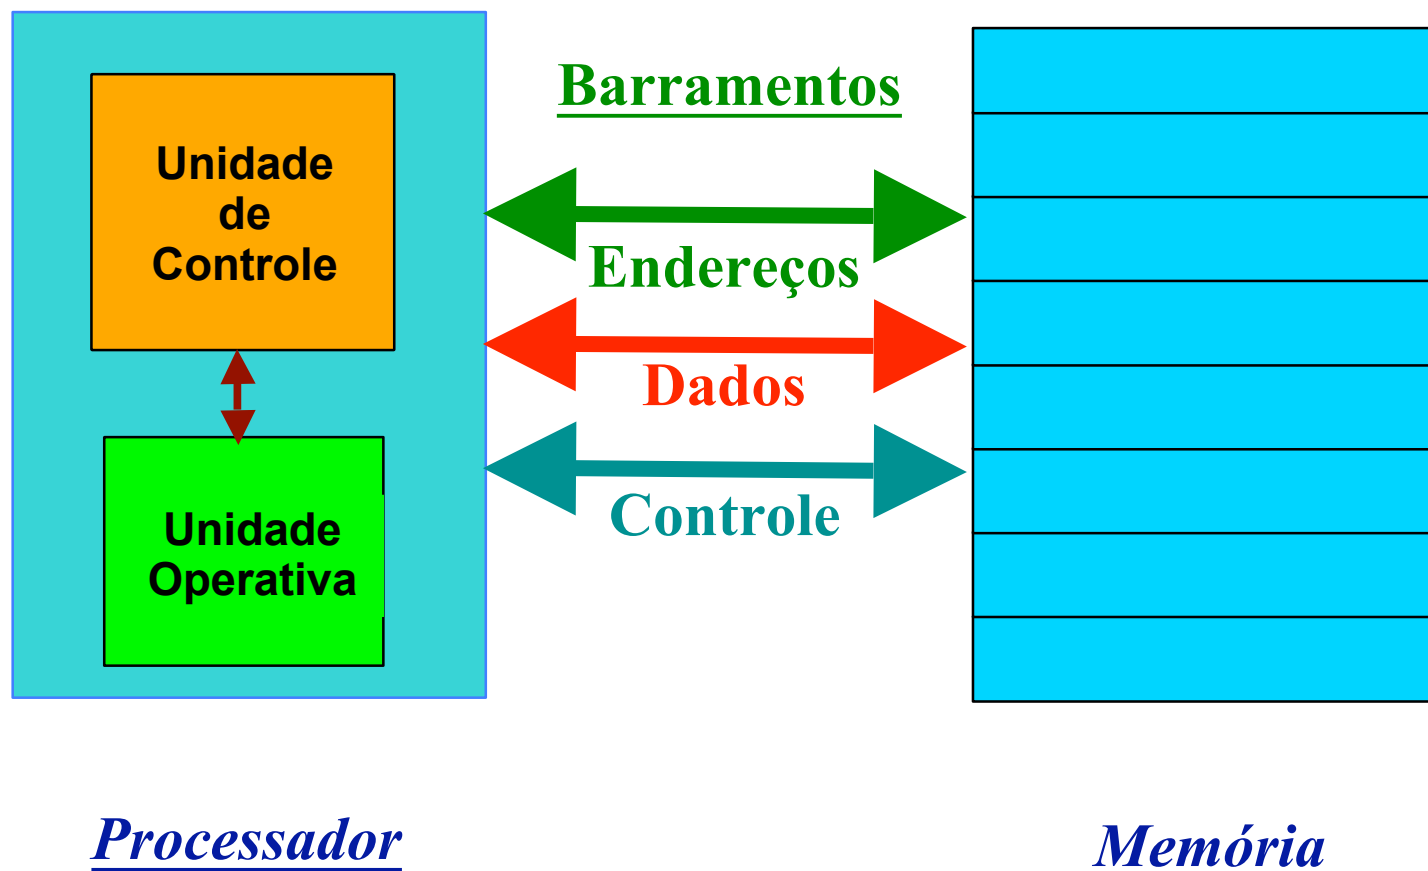 Unidade
de
Controle
Unidade
Operativa
Barramentos
Endereços
Dados
Controle
Processador
Memória